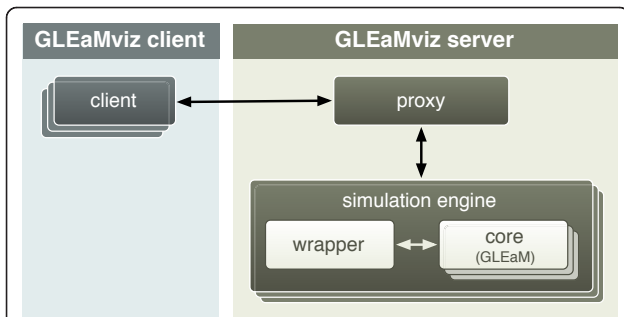 GLEaMviz client
GLEaMviz server
client
proxy
simulation engine
wrapper
core
(GLEaM)